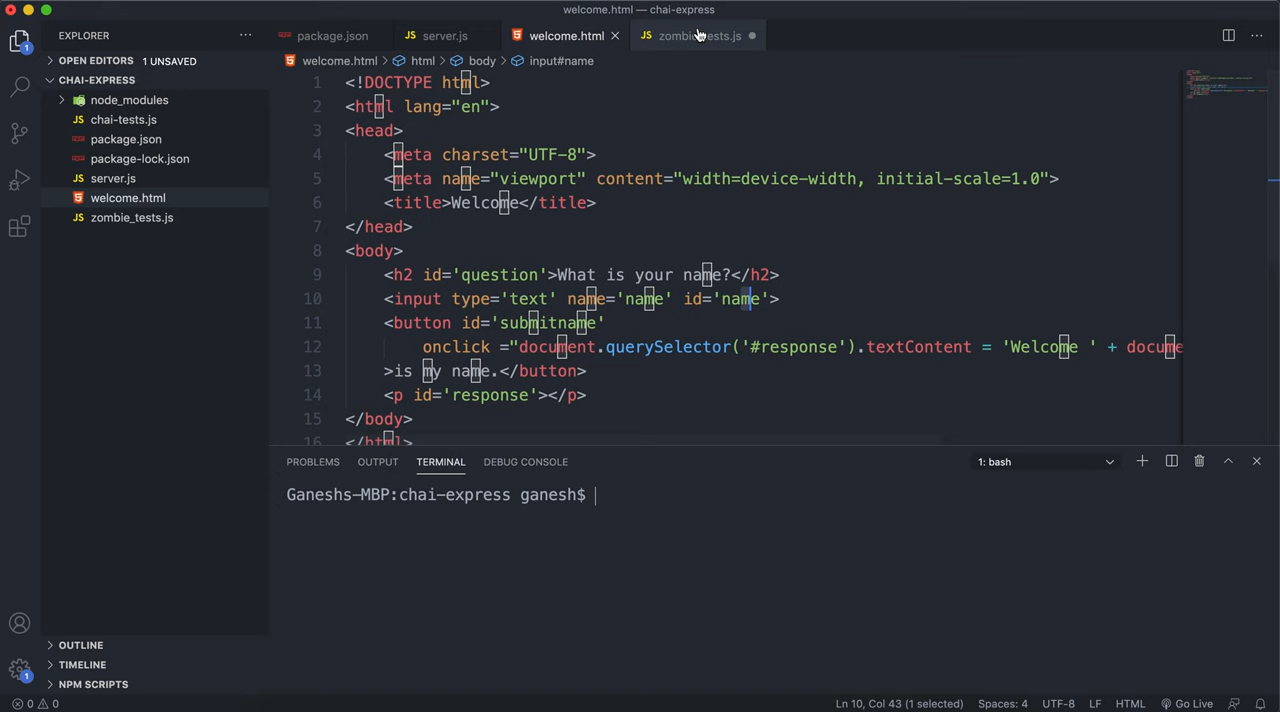 welcome.html — chai-express
EXPLORER
package.json
server.js
welcome.html
zombie_tests.js
OPEN EDITORS 1 UNSAVED
welcome.html > html > body > input#name
CHAI-EXPRESS
node_modules
chai-tests.js
package.json
package-lock.json
server.js
welcome.html
zombie_tests.js
1 <!DOCTYPE html>
2 <html lang="en">
3 <head>
4 <meta charset="UTF-8">
5 <meta name="viewport" content="width=device-width, initial-scale=1.0">
6 <title>Welcome</title>
7 </head>
8 <body>
9 <h2 id='question'>What is your name?</h2>
10 <input type='text' name='name' id='name'>
11 <button id='submitname'
12 onclick ="document.querySelector('#response').textContent = 'Welcome ' + docume
13 >is my name.</button>
14 <p id='response'></p>
15 </body>
16 </html>
PROBLEMS
OUTPUT
TERMINAL
DEBUG CONSOLE
1: bash
Ganeshs-MBP:chai-express ganesh$
1
1
OUTLINE
TIMELINE
NPM SCRIPTS
0 0
Ln 10, Col 43 (1 selected)
Spaces: 4
UTF-8
LF
HTML
Go Live